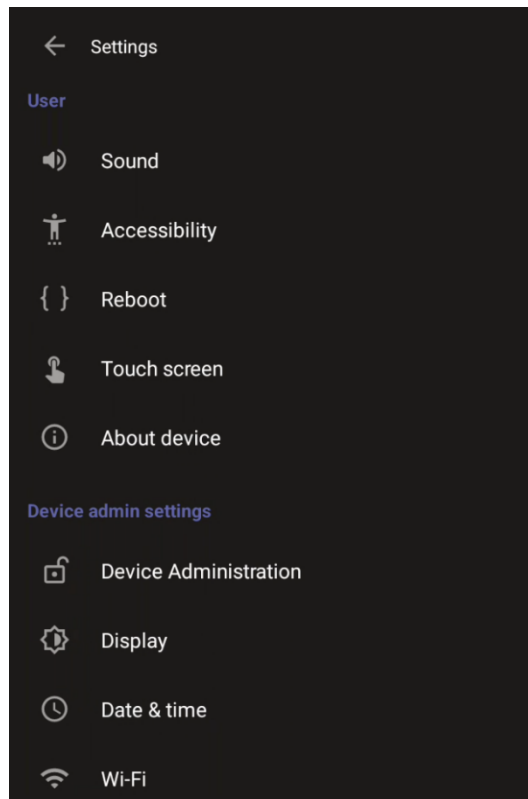 Settings
User
Sound
Accessibility
Reboot
Touch screen
About device
Device admin settings
Device Administration
Display
Date & time
Wi-Fi